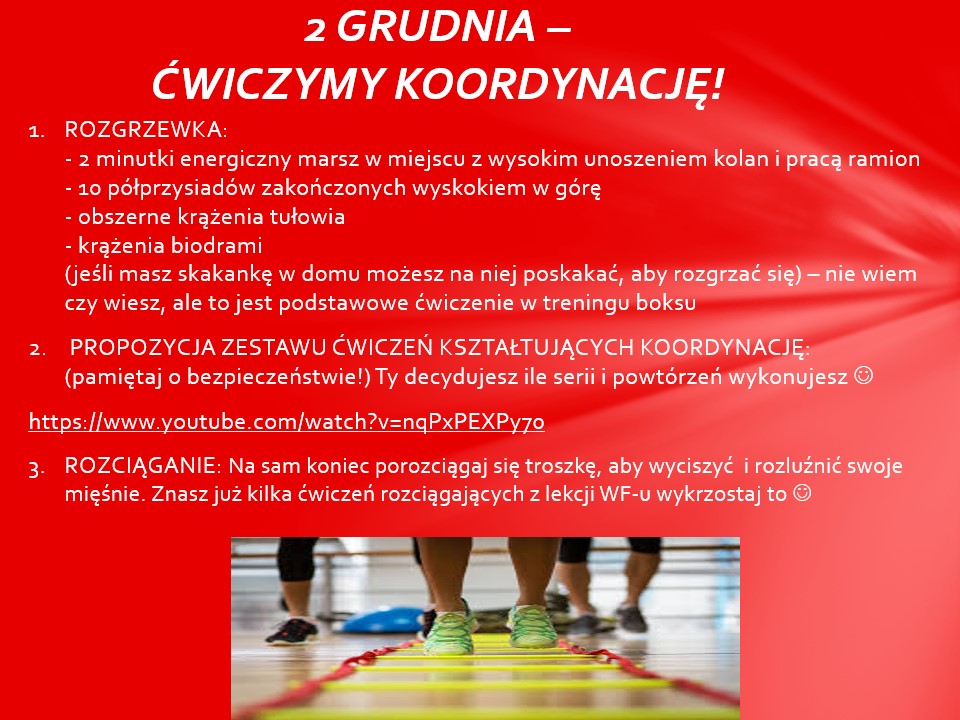 2 GRUDNIA –
ĆWICZYMY KOORDYNACJĘ!
1. ROZGRZEWKA:
- 2 minutki energiczny marsz w miejscu z wysokim unoszeniem kolan i pracą ramion
- 10 półprzysiadów zakończonych wyskokiem w górę
- obszerne krążenia tułowia
- krążenia biodrami
(jeśli masz skakankę w domu możesz na niej poskakać, aby rozgrzać się) – nie wiem
czy wiesz, ale to jest podstawowe ćwiczenie w treningu boksu
2. PROPOZYCJA ZESTAWU ĆWICZEŃ KSZTAŁTUJĄCYCH KOORDYNACJĘ:
(pamiętaj o bezpieczeństwie!) Ty decydujesz ile serii i powtórzeń wykonujesz ☺
https://www.youtube.com/watch?v=nqPxPEXPy70
3. ROZCIĄGANIE: Na sam koniec porozciągaj się troszkę, aby wyciszyć i rozluźnić swoje
mięśnie. Znasz już kilka ćwiczeń rozciągających z lekcji WF-u wykrzostaj to ☺